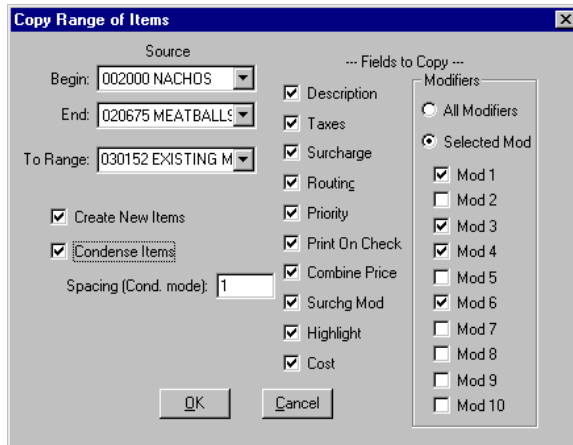 Copy Range of Items
Source
Begin: 002000 NACHOS
End: 020675 MEATBALLS
To Range: 030152 EXISTING M
Create New Items
Condense Items
Spacing (Cond. mode): 1
--- Fields to Copy ---
Description
Taxes
Surcharge
Routing
Priority
Print On Check
Combine Price
Surchg Mod
Highlight
Cost
Modifiers
All Modifiers
Selected Mod
Mod 1
Mod 2
Mod 3
Mod 4
Mod 5
Mod 6
Mod 7
Mod 8
Mod 9
Mod 10
OK
Cancel